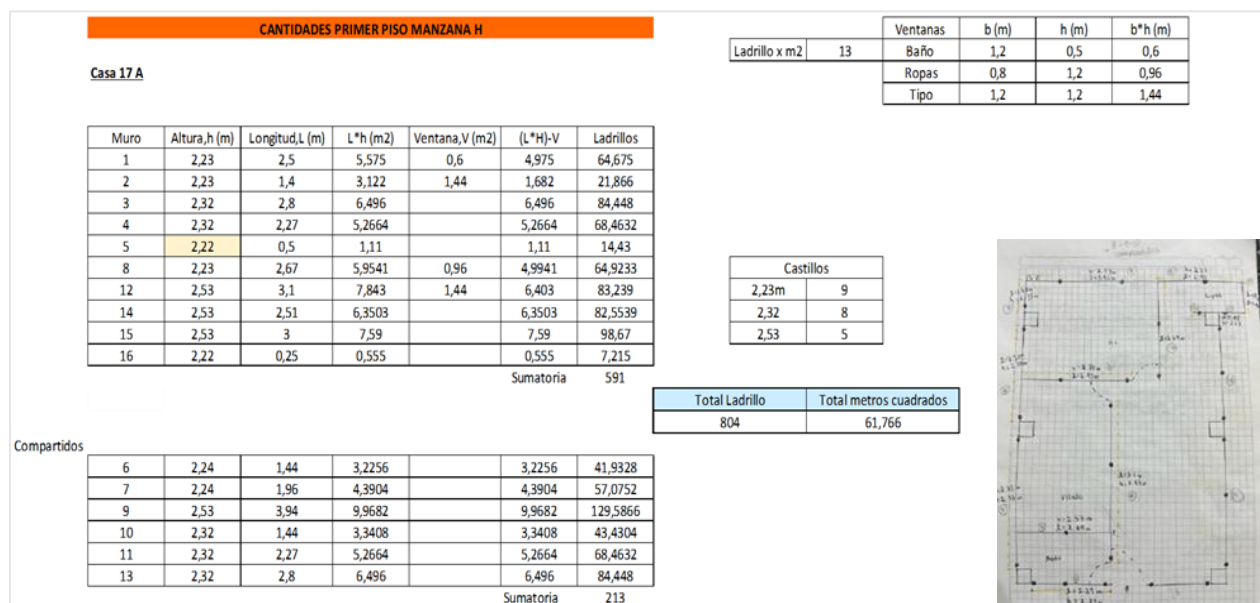 CANTIDADES PRIMER PISO MANZANA H
Casa 17 A
Ladrillo x m2 13
Ventanas b (m) h (m) b*h (m)
Baño 1,2 0,5 0,6
Ropas 0,8 1,2 0,96
Tipo 1,2 1,2 1,44
Muro Altura,h (m) Longitud,L (m) L*h (m2) Ventana,V (m2) (L*H)-V Ladrillos
1 2,23 2,5 5,575 0,6 4,975 64,675
2 2,23 1,4 3,122 1,44 1,682 21,866
3 2,32 2,8 6,496 6,496 84,448
4 2,32 2,27 5,2664 5,2664 68,4632
5 2,22 0,5 1,11 1,11 14,43
8 2,23 2,67 5,9541 0,96 4,9941 64,9233
12 2,53 3,1 7,843 1,44 6,403 83,239
14 2,53 2,51 6,3503 6,3503 82,5539
15 2,53 3 7,59 7,59 98,67
16 2,22 0,25 0,555 0,555 7,215
Sumatoria 591
Castillos
2,23m 9
2,32 8
2,53 5
Total Ladrillo Total metros cuadrados
804 61,766
Compartidos
6 2,24 1,44 3,2256 3,2256 41,9328
7 2,24 1,96 4,3904 4,3904 57,0752
9 2,53 3,94 9,9682 9,9682 129,5866
10 2,32 1,44 3,3408 3,3408 43,4304
11 2,32 2,27 5,2664 5,2664 68,4632
13 2,32 2,8 6,496 6,496 84,448
Sumatoria 213